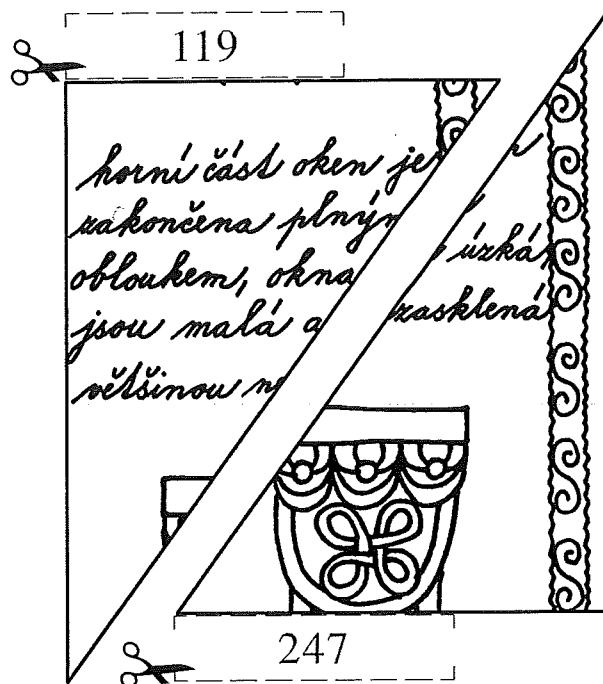 119
horní část oken je
zakončena plným
obloukem, okna úzká,
jsou malá a zasklená
většinou
247